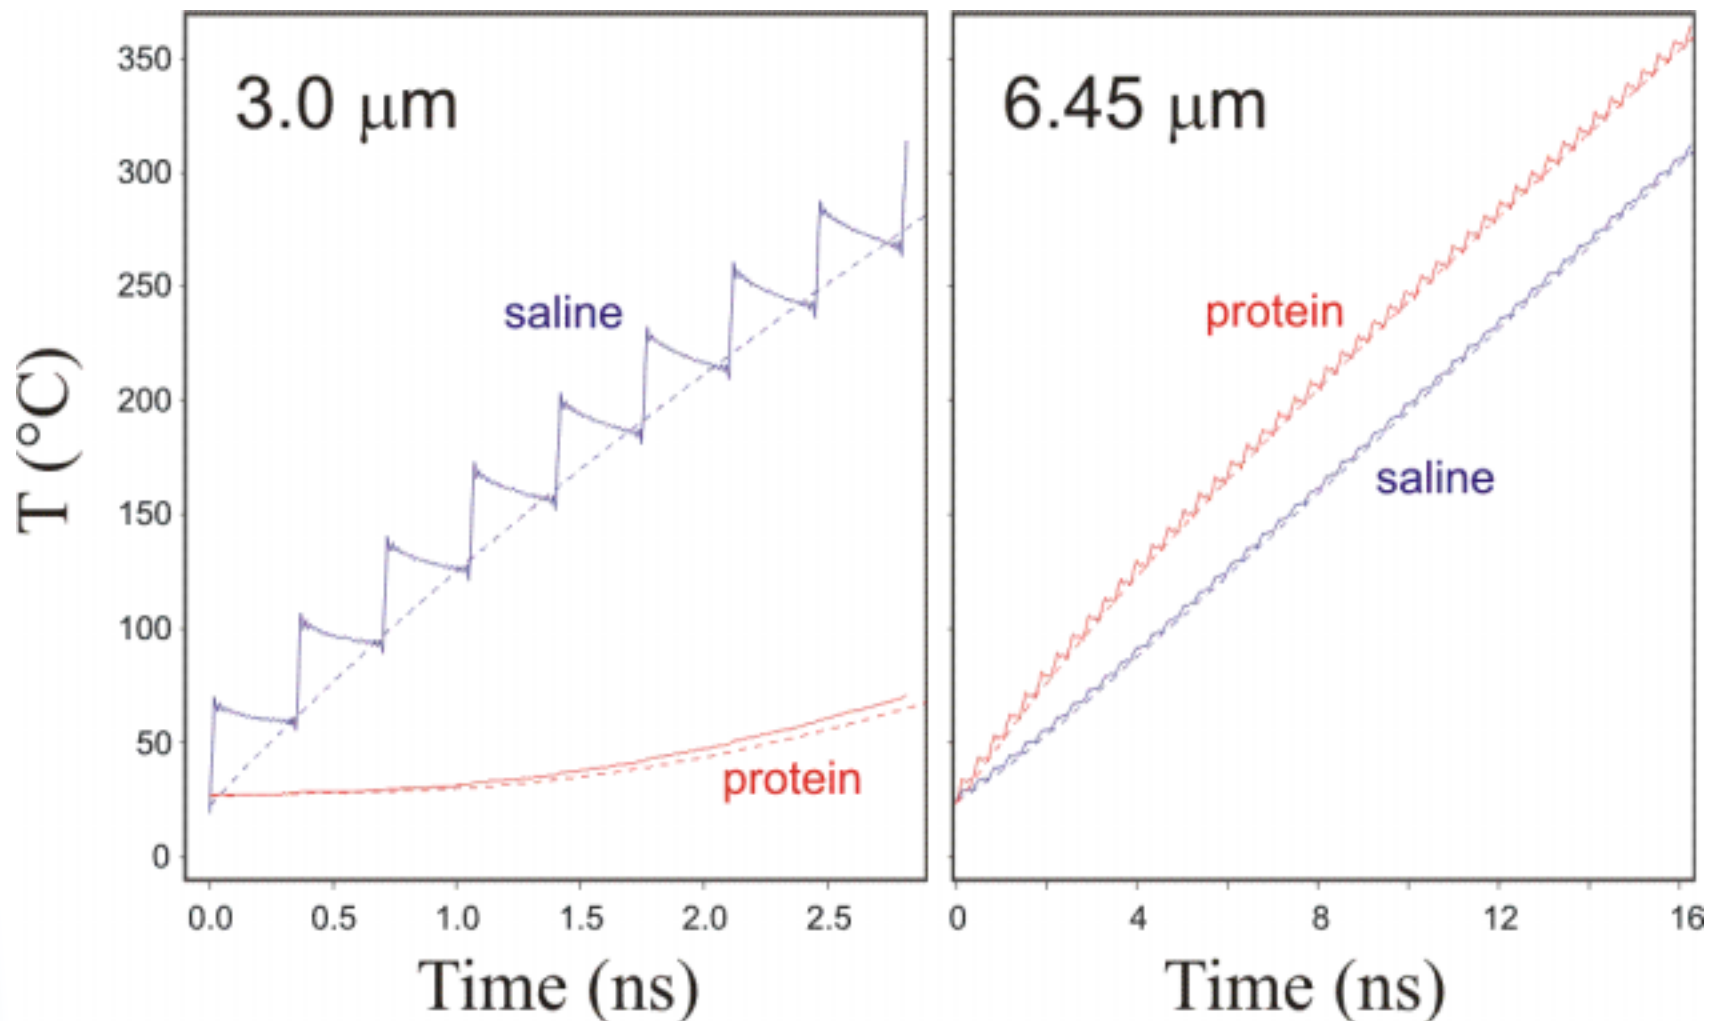 T (°C)
350
300
250
200
150
100
50
0
3.0 μm
saline
protein
0.0 0.5 1.0 1.5 2.0 2.5
Time (ns)
6.45 μm
protein
saline
0 4 8 12 16
Time (ns)